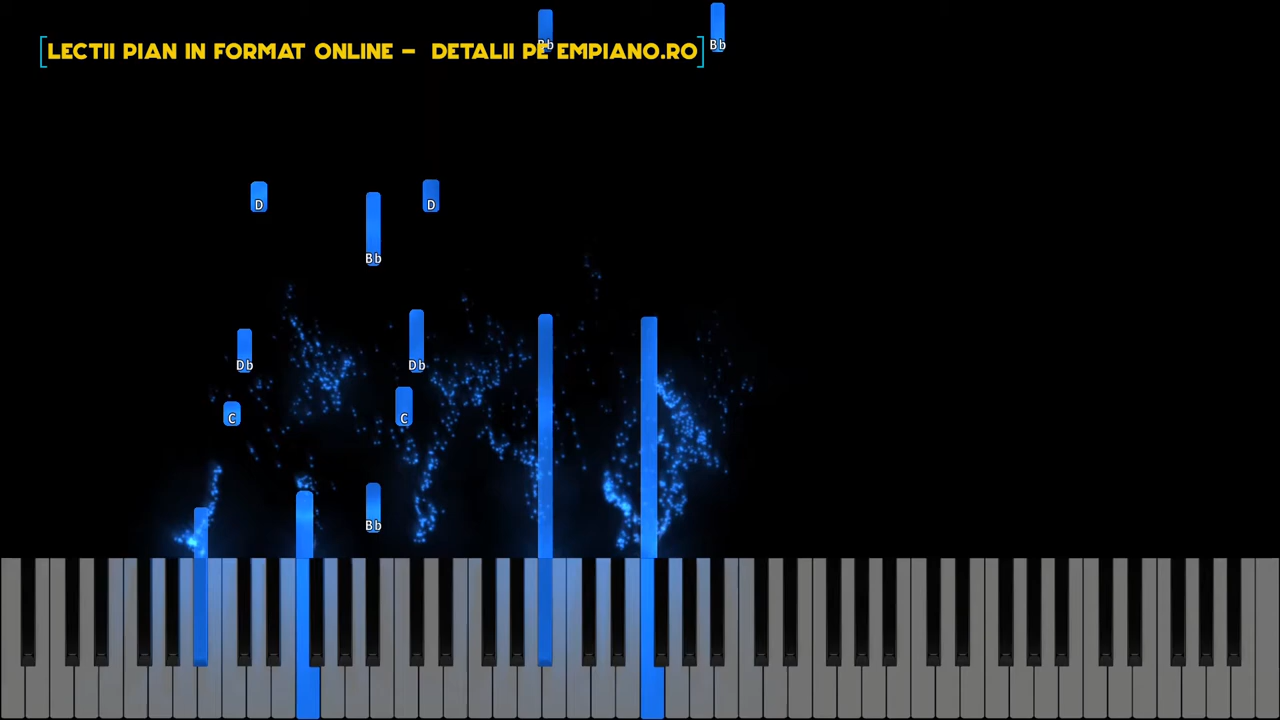 LECTII PIAN IN FORMAT ONLINE - DETALII PE EMPIANO.RO
Bb Bb
D D
Bb
Db Db
C C
Bb